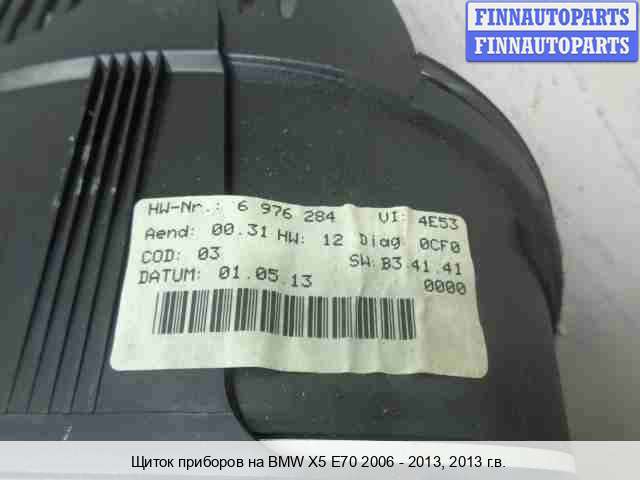 FINNAUTOPARTS
FINNAUTOPARTS
HW-Nr.: 6 976 284 VI: 4E53
Aend: 00.31 HW: 12 Diag 0CF0
COD: 03 SW:B3.41.41
DATUM: 01.05.13 0000
Щиток приборов на BMW X5 E70 2006 - 2013, 2013 г.в.